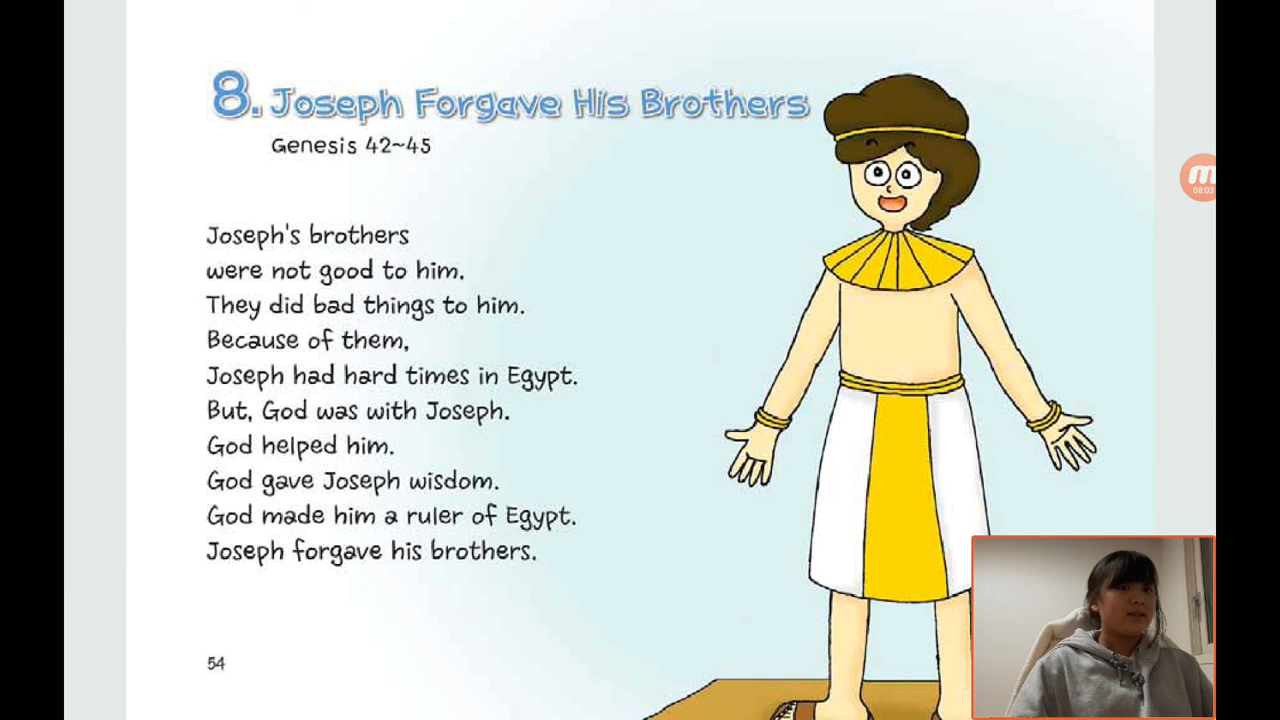 8. Joseph Forgave His Brothers
Genesis 42~45
Joseph's brothers
were not good to him.
They did bad things to him.
Because of them,
Joseph had hard times in Egypt.
But, God was with Joseph.
God helped him.
God gave Joseph wisdom.
God made him a ruler of Egypt.
Joseph forgave his brothers.
54
08:03